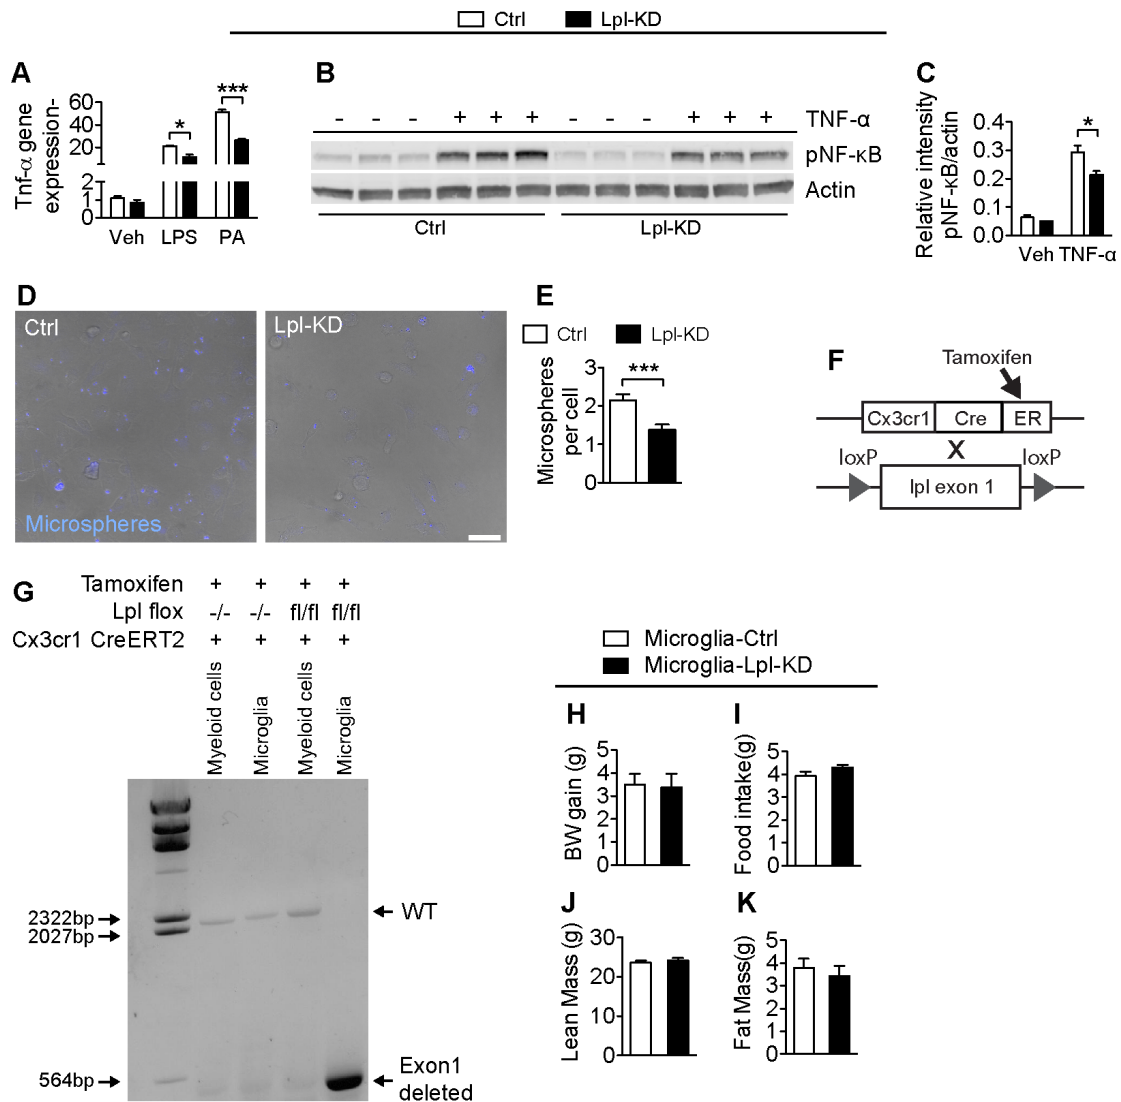 Ctrl Lpl-KD
A
Tnf-α gene
expression-
60
40
20
2
1
0
* ***
Veh LPS PA
B
- - - + + + - - - + + + TNF-α
pNF-κB
Actin
Ctrl Lpl-KD
C
Relative intensity
pNF-κB/actin
0.4
0.3
0.2
0.1
0.0
*
Veh TNF-α
D
Ctrl
Microspheres
Lpl-KD
E
Ctrl Lpl-KD
Microspheres
per cell
3
2
1
0
***
F
Tamoxifen
Cx3cr1 Cre ER
X
loxP loxP
lpl exon 1
G
Tamoxifen + + + +
Lpl flox -/- -/- fl/fl fl/fl
Cx3cr1 CreERT2 + + + +
Myeloid cells
Microglia
Myeloid cells
Microglia
2322bp
2027bp
564bp
WT
Exon1
deleted
Microglia-Ctrl
Microglia-Lpl-KD
H
BW gain (g)
5
4
3
2
1
0
I
Food intake(g)
5
4
3
2
1
0
J
Lean Mass (g)
30
20
10
0
K
Fat Mass(g)
5
4
3
2
1
0